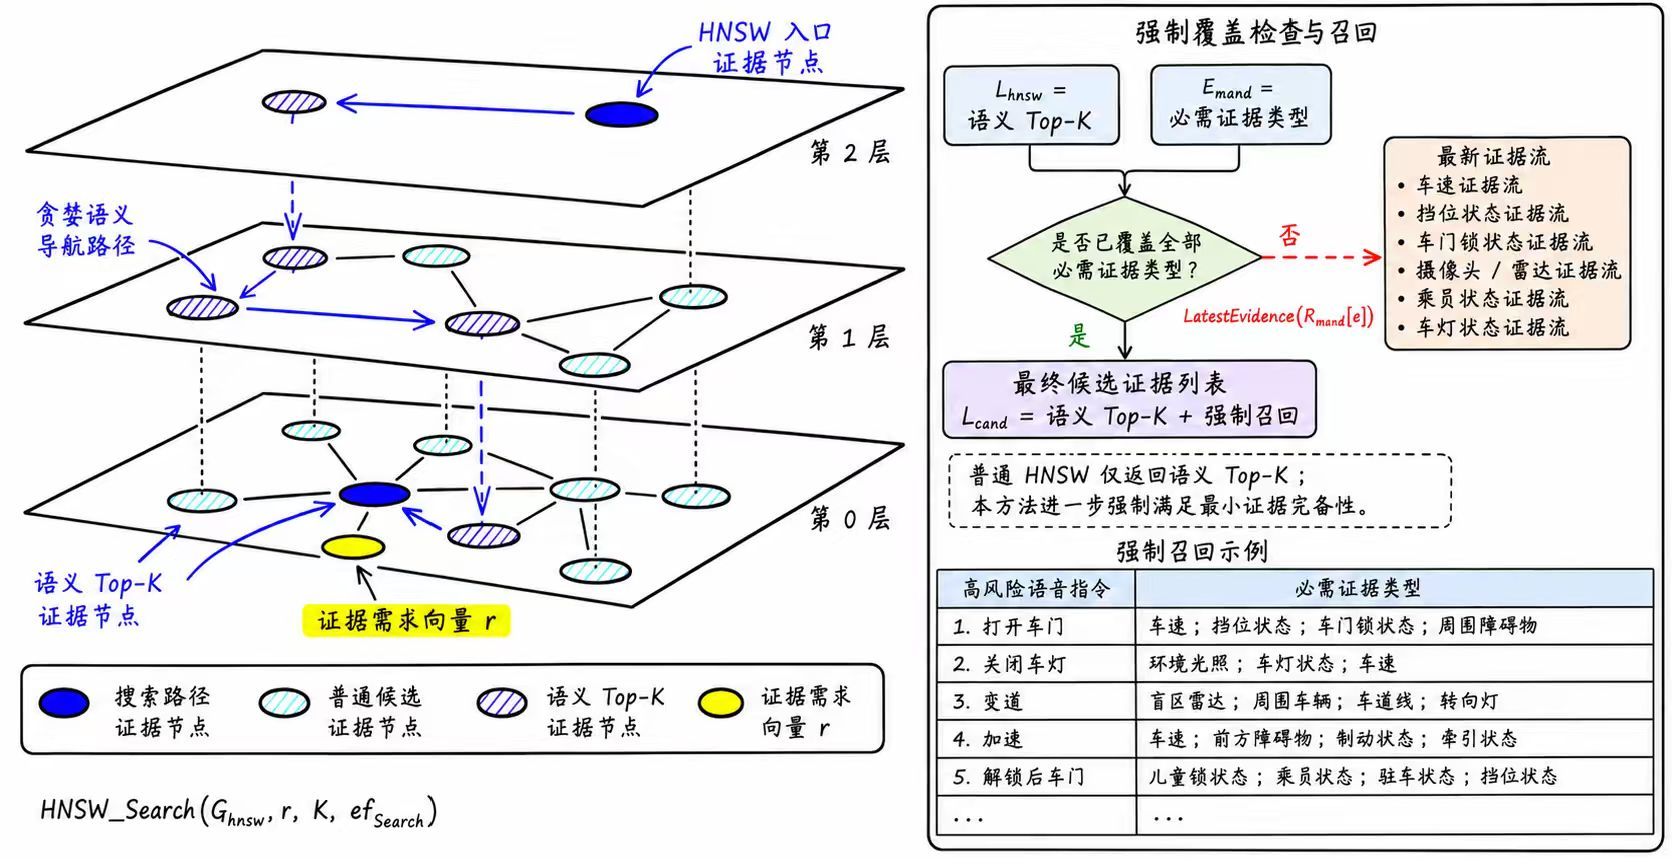 HNSW 入口
证据节点
第 2 层
贪婪语义
导航路径
第 1 层
第 0 层
语义 Top-K
证据节点
证据需求向量 r
搜索路径
证据节点
普通候选
证据节点
语义 Top-K
证据节点
证据需求
向量 r
HNSW_Search(G_hnsw, r, K, ef_Search)
强制覆盖检查与召回
L_hnsw =
语义 Top-K
E_mand =
必需证据类型
是否已覆盖全部
必需证据类型?
否
LatestEvidence(R_mand[e])
是
最新证据流
• 车速证据流
• 挡位状态证据流
• 车门锁状态证据流
• 摄像头 / 雷达证据流
• 乘员状态证据流
• 车灯状态证据流
最终候选证据列表
L_cand = 语义 Top-K + 强制召回
普通 HNSW 仅返回语义 Top-K ;
本方法进一步强制满足最小证据完备性。
强制召回示例
高风险语音指令 必需证据类型
1. 打开车门 车速 ; 挡位状态 ; 车门锁状态 ; 周围障碍物
2. 关闭车灯 环境光照 ; 车灯状态 ; 车速
3. 变道 盲区雷达 ; 周围车辆 ; 车道线 ; 转向灯
4. 加速 车速 ; 前方障碍物 ; 制动状态 ; 牵引状态
5. 解锁后车门 儿童锁状态 ; 乘员状态 ; 驻车状态 ; 挡位状态
... ...